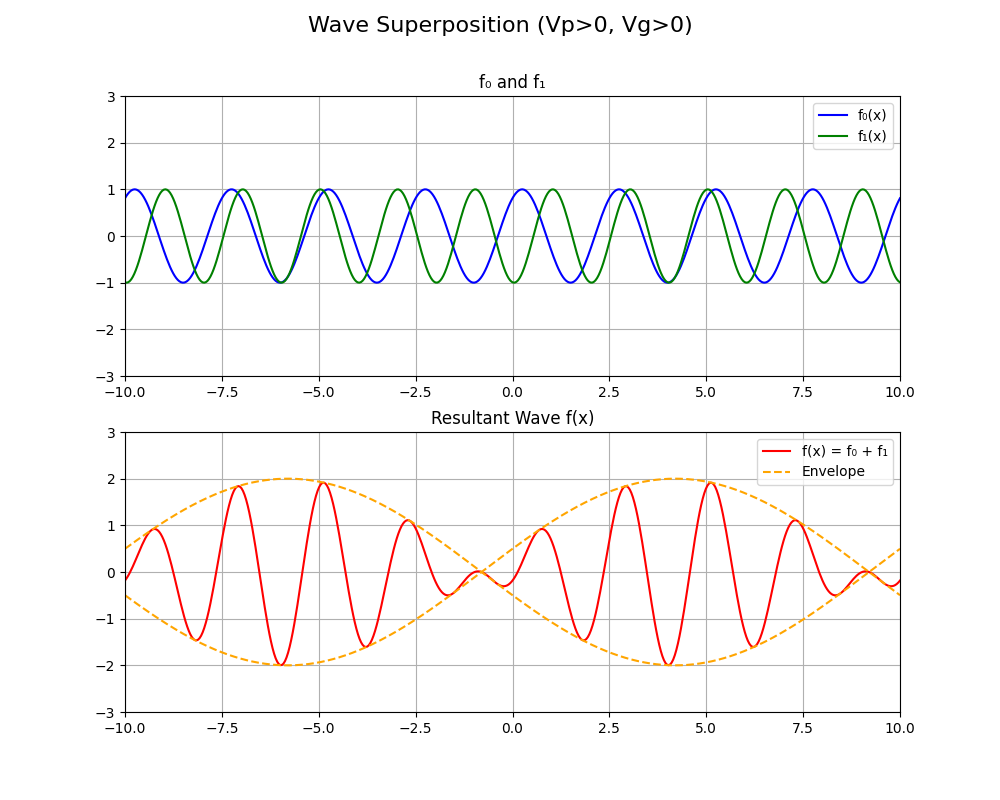 Wave Superposition (Vp>0, Vg>0)
f₀ and f₁
3
2
1
0
−1
−2
−3
f₀(x)
f₁(x)
−10.0 −7.5 −5.0 −2.5 0.0 2.5 5.0 7.5 10.0
Resultant Wave f(x)
3
2
1
0
−1
−2
−3
f(x) = f₀ + f₁
Envelope
−10.0 −7.5 −5.0 −2.5 0.0 2.5 5.0 7.5 10.0